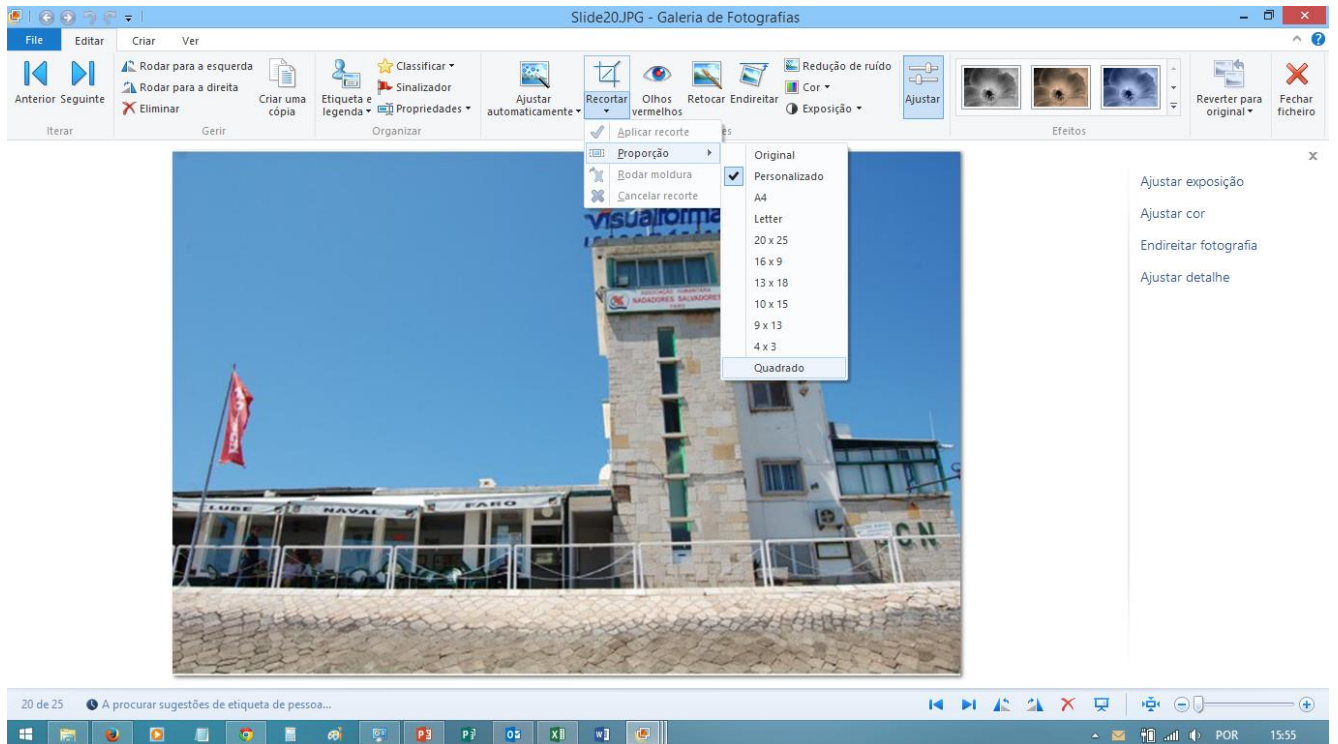 Slide20.JPG - Galeria de Fotografias
File Editar Criar Ver
Anterior Seguinte
Iterar
Rodar para a esquerda
Rodar para a direita
Eliminar
Criar uma cópia
Gerir
Etiqueta e legenda
Classificar
Sinalizador
Propriedades
Organizar
Ajustar automaticamente
Recortar
Olhos vermelhos
Retocar
Endireitar
Redução de ruído
Cor
Exposição
Ajustar
Efeitos
Reverter para original
Fechar ficheiro
Aplicar recorte
Proporção
Rodar moldura
Cancelar recorte
Original
Personalizado
A4
Letter
20 x 25
16 x 9
13 x 18
10 x 15
9 x 13
4 x 3
Quadrado
Ajustar exposição
Ajustar cor
Endireitar fotografia
Ajustar detalhe
visualforma
NADADORES SALVADORES
FARO
NAVAL
FARO
C N
20 de 25
A procurar sugestões de etiqueta de pessoa...
POR 15:55